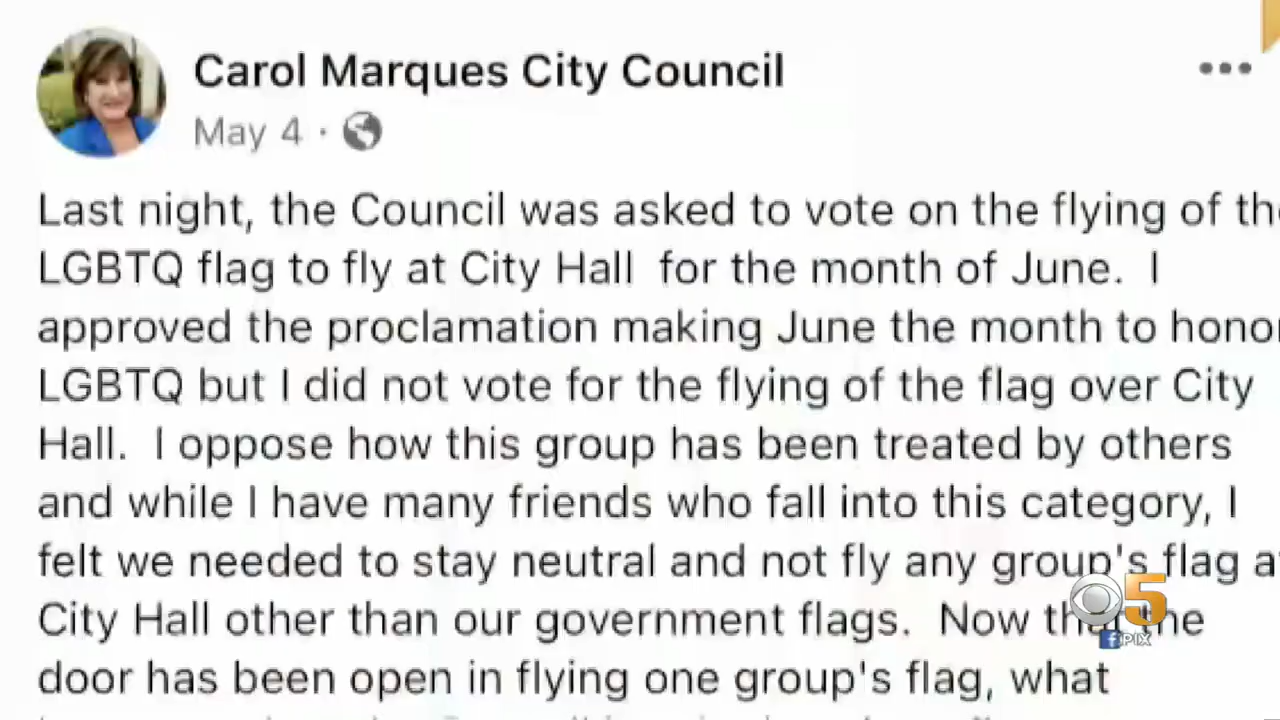 Carol Marques City Council
May 4 ·
Last night, the Council was asked to vote on the flying of the
LGBTQ flag to fly at City Hall for the month of June. I
approved the proclamation making June the month to honor
LGBTQ but I did not vote for the flying of the flag over City
Hall. I oppose how this group has been treated by others
and while I have many friends who fall into this category, I
felt we needed to stay neutral and not fly any group's flag at
City Hall other than our government flags. Now that the
door has been open in flying one group's flag, what
5
f PIX